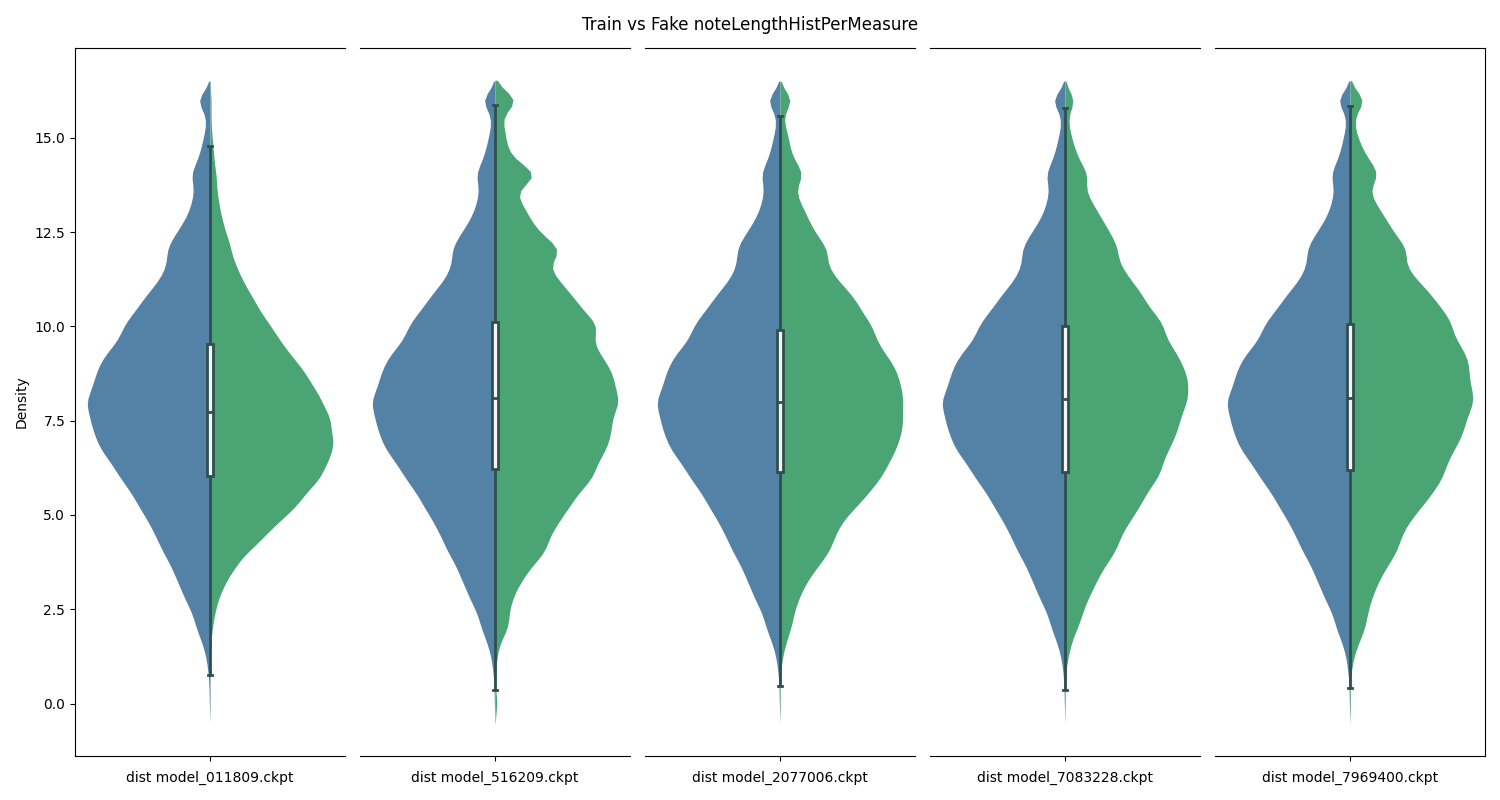 Train vs Fake noteLengthHistPerMeasure
15.0
12.5
10.0
7.5
5.0
2.5
0.0
Density
dist model_011809.ckpt
dist model_516209.ckpt
dist model_2077006.ckpt
dist model_7083228.ckpt
dist model_7969400.ckpt